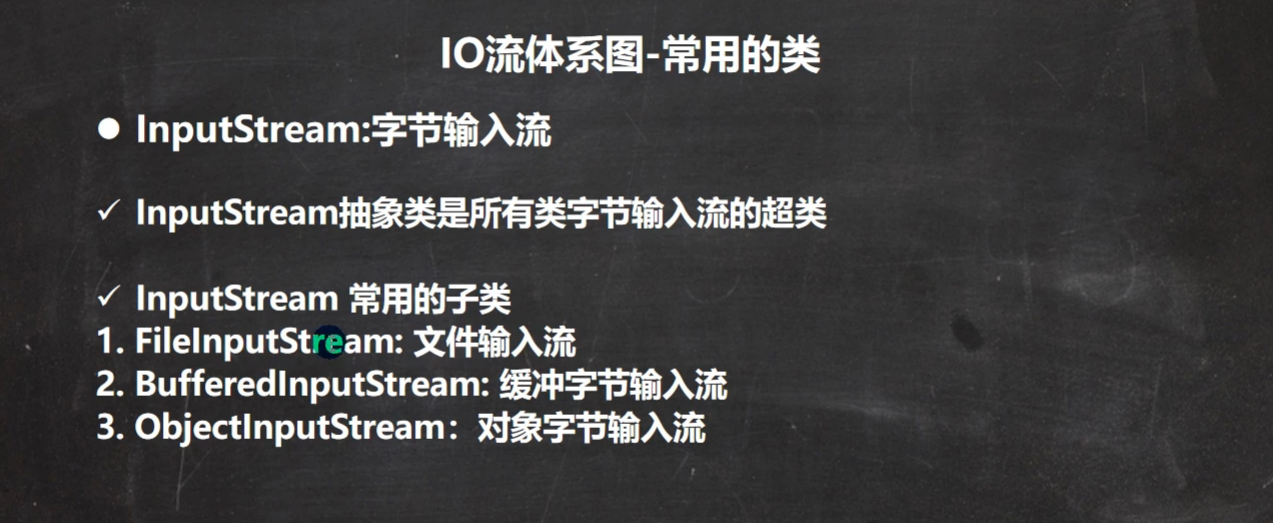 IO流体系图-常用的类
● InputStream:字节输入流
✓ InputStream抽象类是所有类字节输入流的超类
✓ InputStream 常用的子类
1. FileInputStream: 文件输入流
2. BufferedInputStream: 缓冲字节输入流
3. ObjectInputStream：对象字节输入流